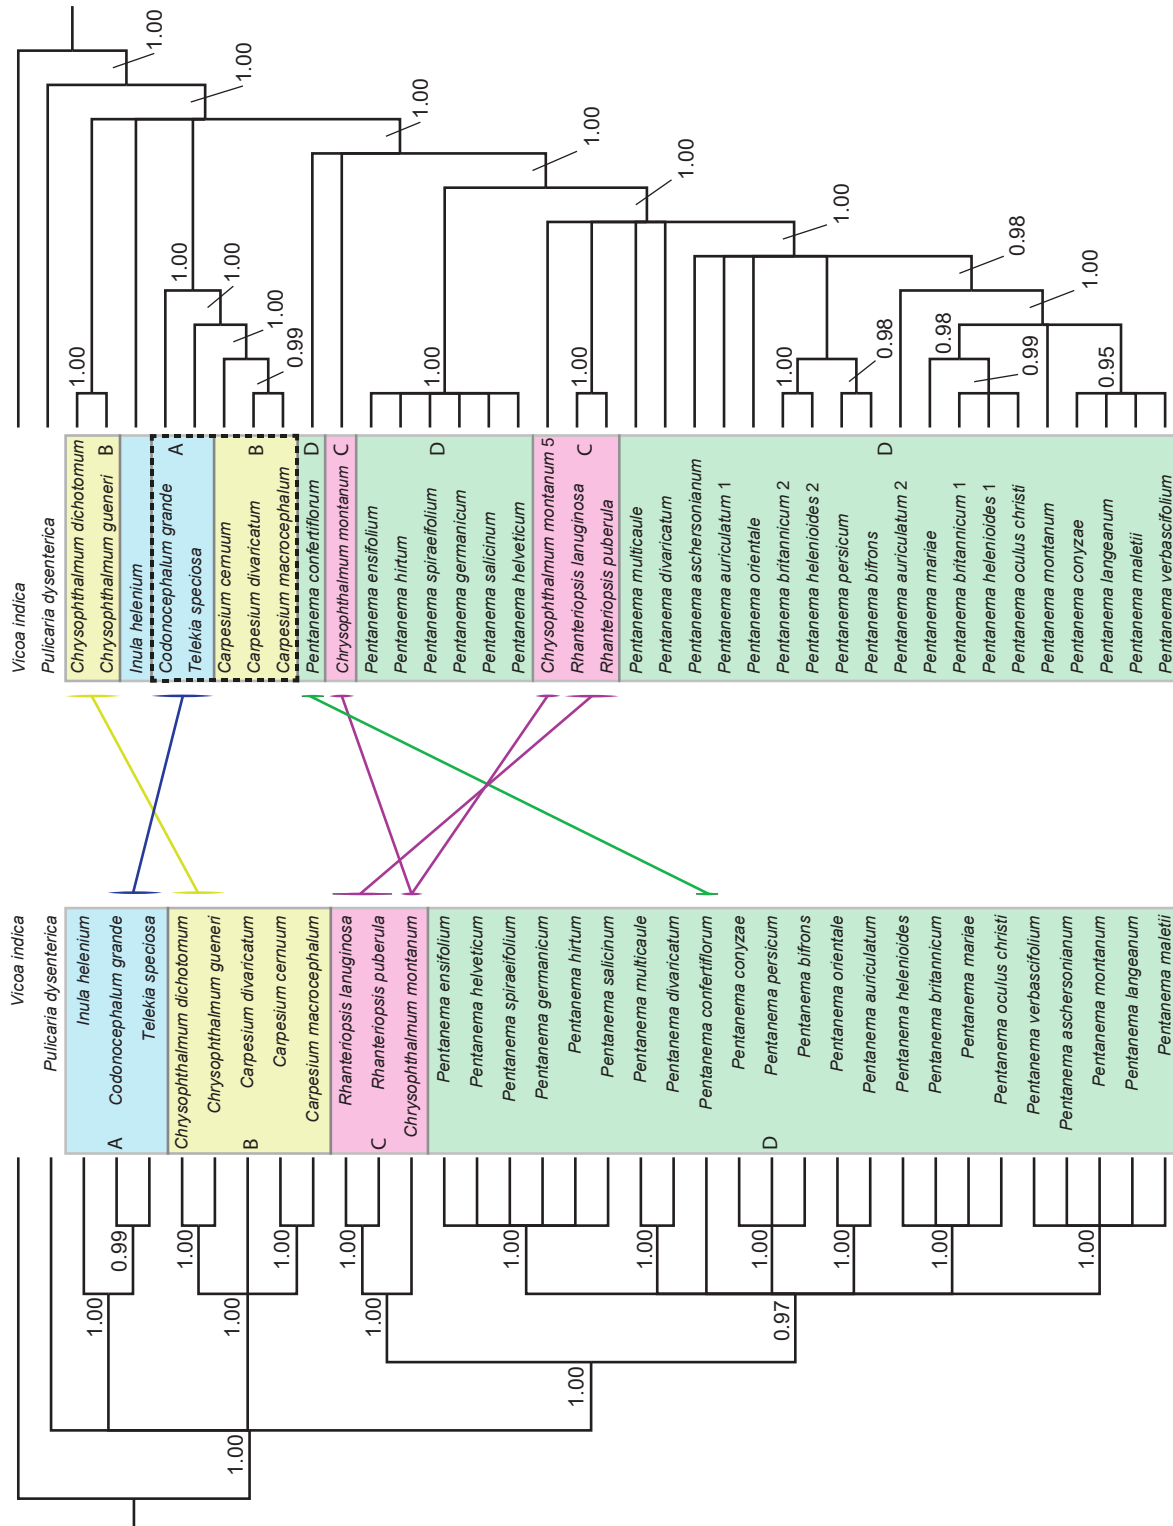 Vicoa indica
Pulicaria dysenterica
Inula helenium
Codonocephalum grande
Telekia speciosa
A
Chrysophthalmum dichotomum
Chrysophthalmum gueneri
Carpesium divaricatum
Carpesium cernuum
Carpesium macrocephalum
B
Rhanteriopsis lanuginosa
Rhanteriopsis puberula
Chrysophthalmum montanum
C
Pentanema ensifolium
Pentanema helveticum
Pentanema spiraeifolium
Pentanema germanicum
Pentanema hirtum
Pentanema salicinum
Pentanema multicaule
Pentanema divaricatum
Pentanema confertiflorum
Pentanema conyzae
Pentanema persicum
Pentanema bifrons
Pentanema orientale
Pentanema auriculatum
Pentanema helenioides
Pentanema britannicum
Pentanema mariae
Pentanema oculus christi
Pentanema verbascifolium
Pentanema aschersonianum
Pentanema montanum
Pentanema langeanum
Pentanema maletii
D
1.00
1.00
0.99
1.00
1.00
1.00
1.00
1.00
1.00
0.97
1.00
1.00
1.00
1.00
1.00
1.00
Vicoa indica
Pulicaria dysenterica
Chrysophthalmum dichotomum
Chrysophthalmum gueneri B
Inula helenium
Codonocephalum grande A
Telekia speciosa
Carpesium cernuum
Carpesium divaricatum B
Carpesium macrocephalum
Pentanema confertiflorum D
Chrysophthalmum montanum C
Pentanema ensifolium
Pentanema hirtum
Pentanema spiraeifolium D
Pentanema germanicum
Pentanema salicinum
Pentanema helveticum
Chrysophthalmum montanum 5
Rhanteriopsis lanuginosa C
Rhanteriopsis puberula
Pentanema multicaule
Pentanema divaricatum
Pentanema aschersonianum
Pentanema auriculatum 1
Pentanema orientale
Pentanema britannicum 2
Pentanema helenioides 2
Pentanema persicum
Pentanema bifrons D
Pentanema auriculatum 2
Pentanema mariae
Pentanema britannicum 1
Pentanema helenioides 1
Pentanema oculus christi
Pentanema montanum
Pentanema conyzae
Pentanema langeanum
Pentanema maletii
Pentanema verbassifolium
1.00
1.00
1.00
1.00
1.00
1.00
0.99
1.00
1.00
1.00
1.00
1.00
1.00
1.00
0.98
0.98
1.00
0.98
0.99
0.95